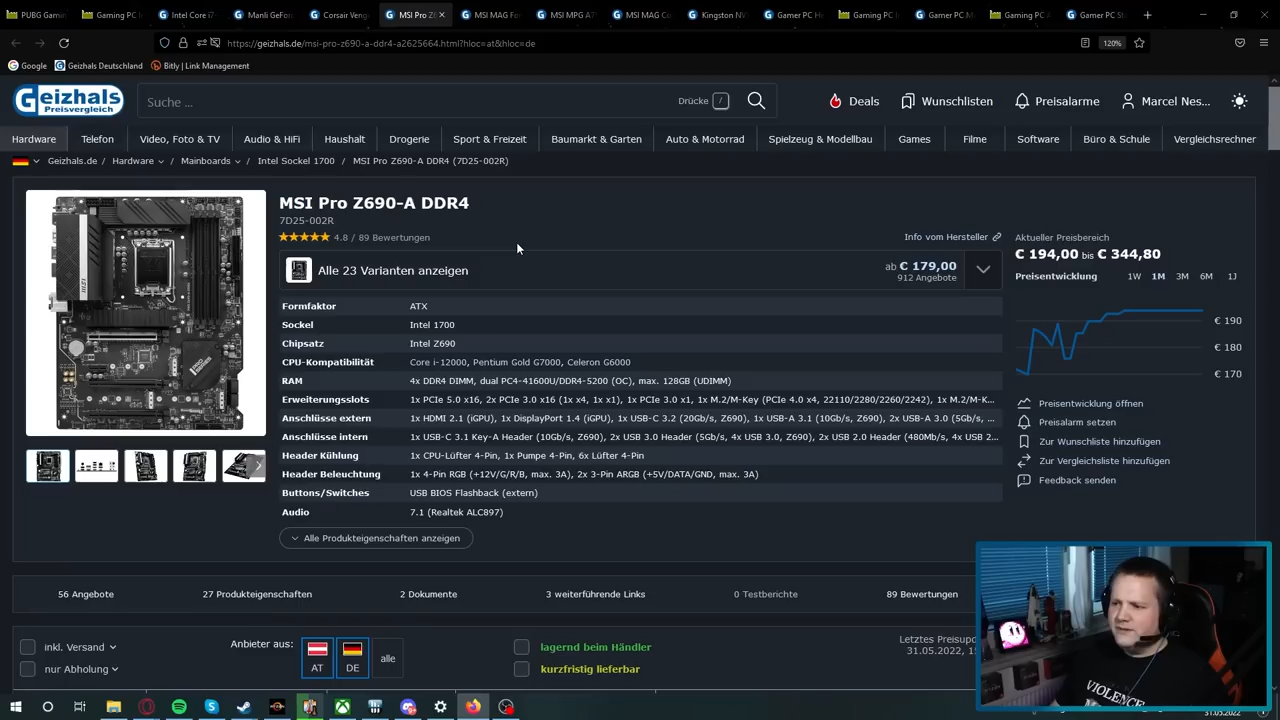 PUBG Gamin
Gaming PC in
Intel Core i7-
Manli GeFor
Corsair Veng
MSI Pro Z6
MSI MAG Fo
MSI MPG A
MSI MAG Co
Kingston NV
Gamer PC H
Gaming PC
Gamer PC M
Gaming PC A
Gamer PC St
https://geizhals.de/msi-pro-z690-a-ddr4-a2625664.html?hloc=at&hloc=de
120%
Google
Geizhals Deutschland
Bitly | Link Management
Geizhals
Preisvergleich
Suche ...
Drücke /
Deals
Wunschlisten
Preisalarme
Marcel Nes...
Hardware
Telefon
Video, Foto & TV
Audio & HiFi
Haushalt
Drogerie
Sport & Freizeit
Baumarkt & Garten
Auto & Motorrad
Spielzeug & Modellbau
Games
Filme
Software
Büro & Schule
Vergleichsrechner
Geizhals.de / Hardware / Mainboards / Intel Sockel 1700 / MSI Pro Z690-A DDR4 (7D25-002R)
MSI Pro Z690-A DDR4
7D25-002R
4.8 / 89 Bewertungen
Info vom Hersteller
Alle 23 Varianten anzeigen
ab € 179,00
912 Angebote
Formfaktor ATX
Sockel Intel 1700
Chipsatz Intel Z690
CPU-Kompatibilität Core i-12000, Pentium Gold G7000, Celeron G6000
RAM 4x DDR4 DIMM, dual PC4-41600U/DDR4-5200 (OC), max. 128GB (UDIMM)
Erweiterungsslots 1x PCIe 5.0 x16, 2x PCIe 3.0 x16 (1x x4, 1x x1), 1x PCIe 3.0 x1, 1x M.2/M-Key (PCIe 4.0 x4, 22110/2280/2260/2242), 1x M.2/M-K...
Anschlüsse extern 1x HDMI 2.1 (iGPU), 1x DisplayPort 1.4 (iGPU), 1x USB-C 3.2 (20Gb/s, Z690), 1x USB-A 3.1 (10Gb/s, Z690), 2x USB-A 3.0 (5Gb/s, ...
Anschlüsse intern 1x USB-C 3.1 Key-A Header (10Gb/s, Z690), 2x USB 3.0 Header (5Gb/s, 4x USB 3.0, Z690), 2x USB 2.0 Header (480Mb/s, 4x USB 2...
Header Kühlung 1x CPU-Lüfter 4-Pin, 1x Pumpe 4-Pin, 6x Lüfter 4-Pin
Header Beleuchtung 1x 4-Pin RGB (+12V/G/R/B, max. 3A), 2x 3-Pin ARGB (+5V/DATA/GND, max. 3A)
Buttons/Switches USB BIOS Flashback (extern)
Audio 7.1 (Realtek ALC897)
Alle Produkteigenschaften anzeigen
Aktueller Preisbereich
€ 194,00 bis € 344,80
Preisentwicklung 1W 1M 3M 6M 1J
€ 190
€ 180
€ 170
Preisentwicklung öffnen
Preisalarm setzen
Zur Wunschliste hinzufügen
Zur Vergleichsliste hinzufügen
Feedback senden
56 Angebote
27 Produkteigenschaften
2 Dokumente
3 weiterführende Links
0 Testberichte
89 Bewertungen
inkl. Versand
nur Abholung
Anbieter aus:
AT
DE
alle
lagernd beim Händler
kurzfristig lieferbar
Letztes Preisup
31.05.2022, 15
VIOLENCE
31.05.2022